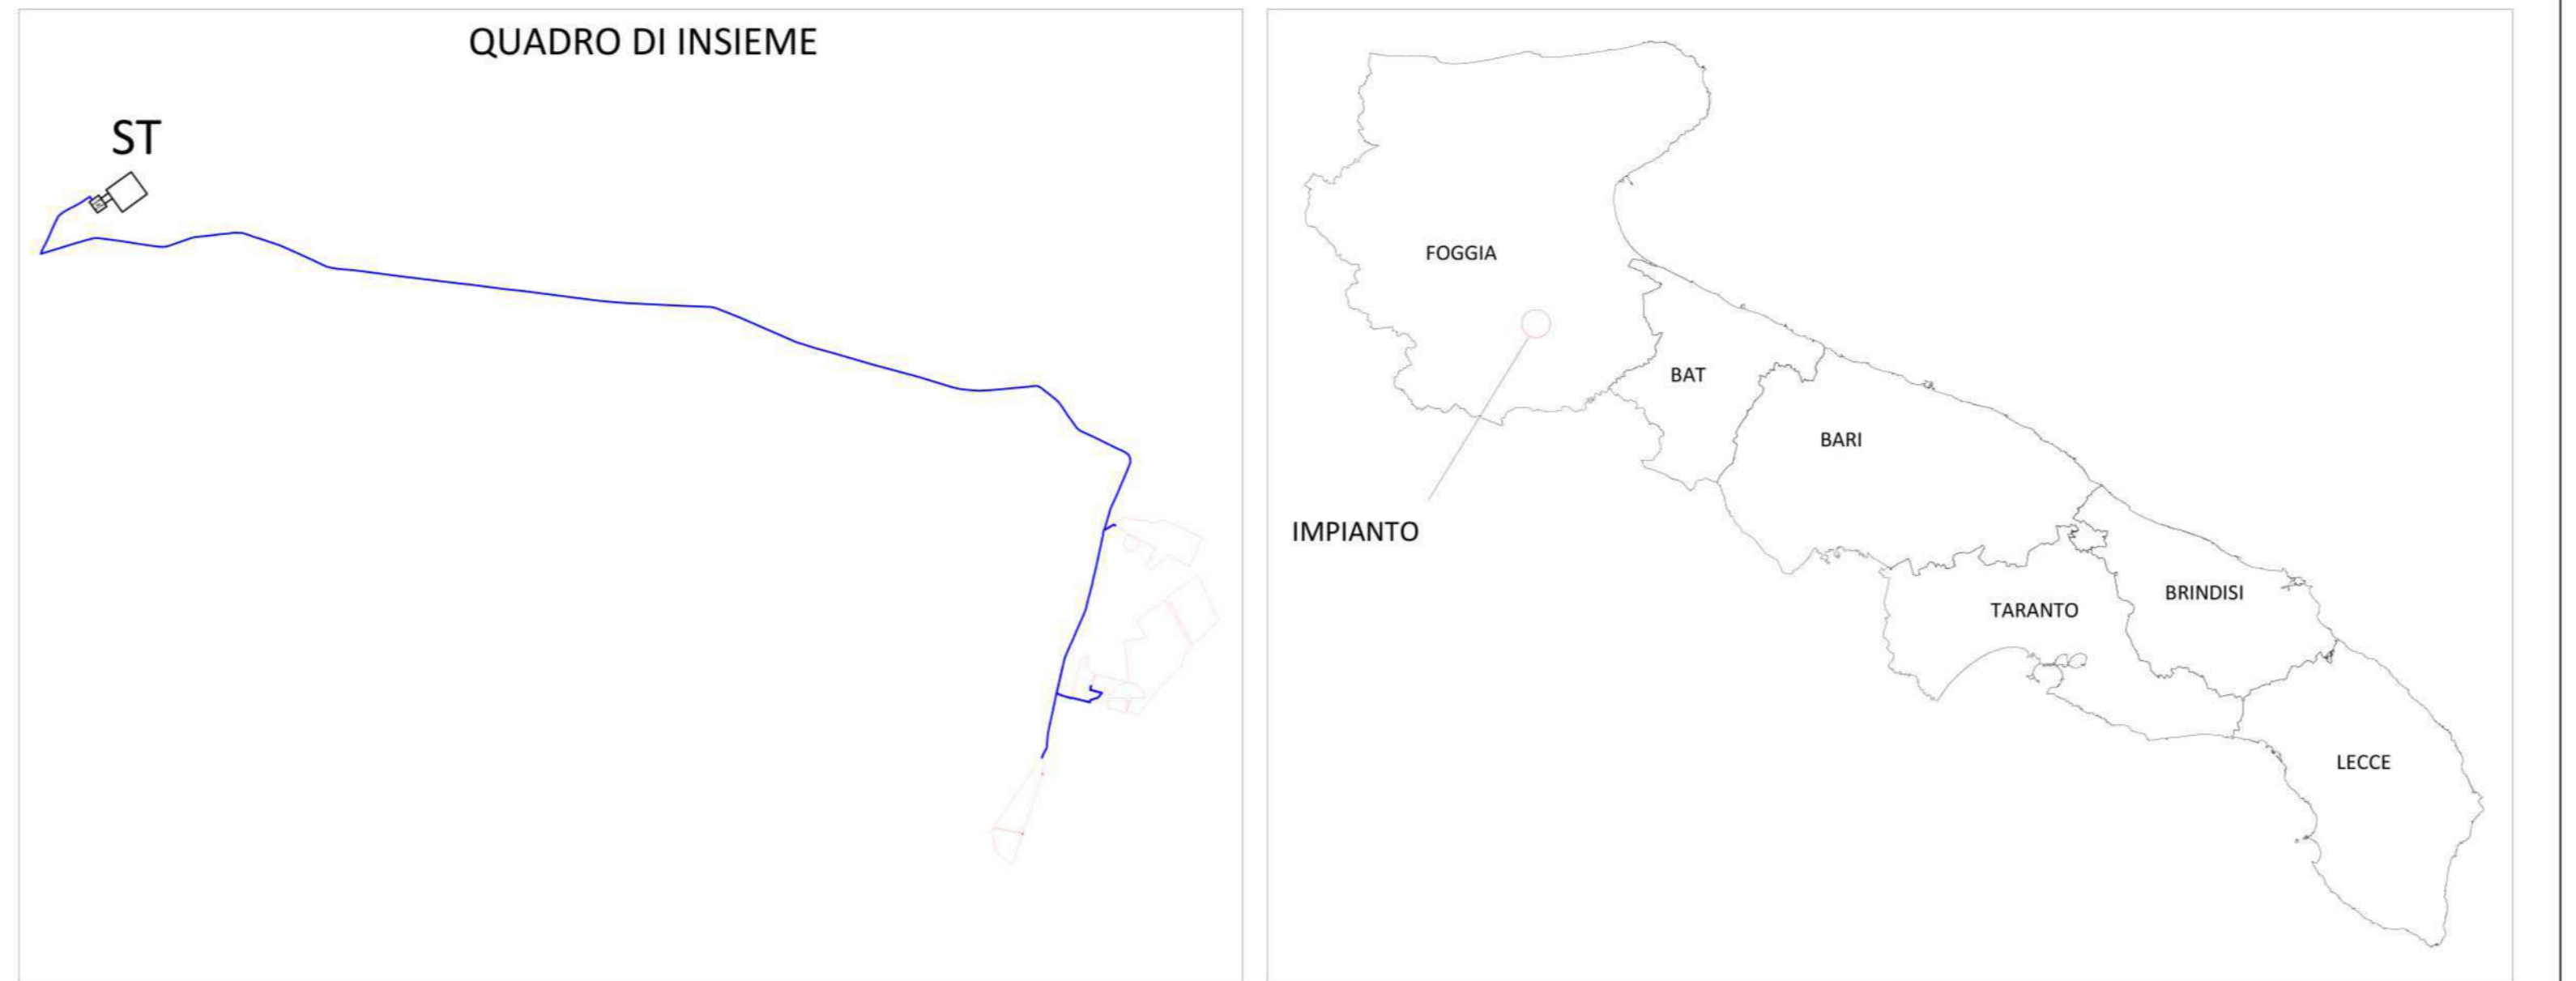 QUADRO DI INSIEME
ST
FOGGIA
BAT
BARI
IMPIANTO
BRINDISI
TARANTO
LECCE